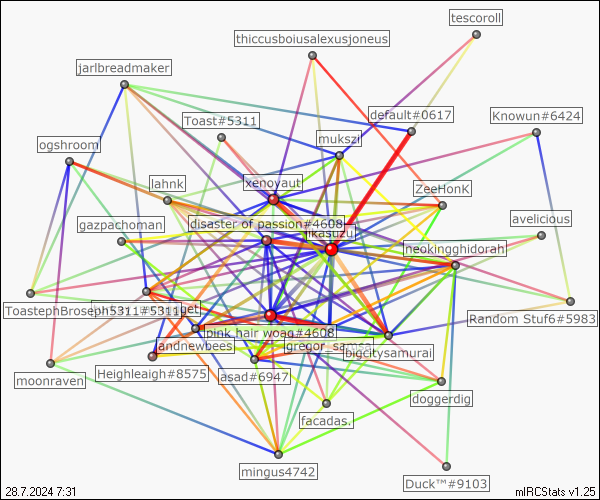 tescoroll
thiccusboiusalexusjoneus
jarlbreadmaker
Toast#5311
default#0617
Knowun#6424
ogshroom
mukszi
lahnk
xenoyaut
ZeeHonK
gazpachoman
disaster of passion#4608
avelicious
neokingghidorah
ToastephBroseph5311#5311
Random Stuf6#5983
pink hair woag#4608
andnewbees
gregor_samsa
bigcitysamurai
moonraven
Heighleaigh#8575
asad#6947
doggerdig
facadas.
mingus4742
Duck™#9103
28.7.2024 7:31
mIRCStats v1.25